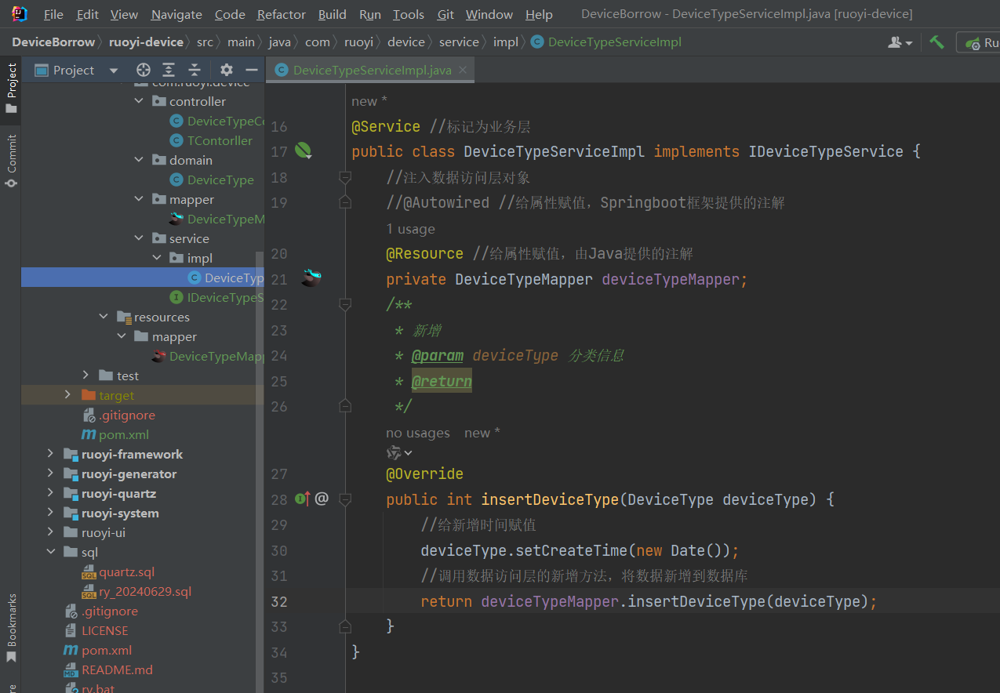 File Edit View Navigate Code Refactor Build Run Tools Git Window Help DeviceBorrow - DeviceTypeServiceImpl.java [ruoyi-device]
DeviceBorrow ruoyi-device src main java com ruoyi device service impl DeviceTypeServiceImpl Ru
Project
Commit
Bookmarks
Project
com.ruoyi.device
controller
DeviceTypeCo
TContorller
domain
DeviceType
mapper
DeviceTypeM
service
impl
DeviceTyp
IDeviceTypeS
resources
mapper
DeviceTypeMapp
test
target
.gitignore
pom.xml
ruoyi-framework
ruoyi-generator
ruoyi-quartz
ruoyi-system
ruoyi-ui
sql
quartz.sql
ry_20240629.sql
.gitignore
LICENSE
pom.xml
README.md
ry.bat
DeviceTypeServiceImpl.java
new *
16 @Service //标记为业务层
17 public class DeviceTypeServiceImpl implements IDeviceTypeService {
18 //注入数据访问层对象
19 //@Autowired //给属性赋值，Springboot框架提供的注解
1 usage
20 @Resource //给属性赋值，由Java提供的注解
21 private DeviceTypeMapper deviceTypeMapper;
22 /**
23 * 新增
24 * @param deviceType 分类信息
25 * @return
26 */
no usages new *
27 @Override
28 public int insertDeviceType(DeviceType deviceType) {
29 //给新增时间赋值
30 deviceType.setCreateTime(new Date());
31 //调用数据访问层的新增方法，将数据新增到数据库
32 return deviceTypeMapper.insertDeviceType(deviceType);
33 }
34 }
35